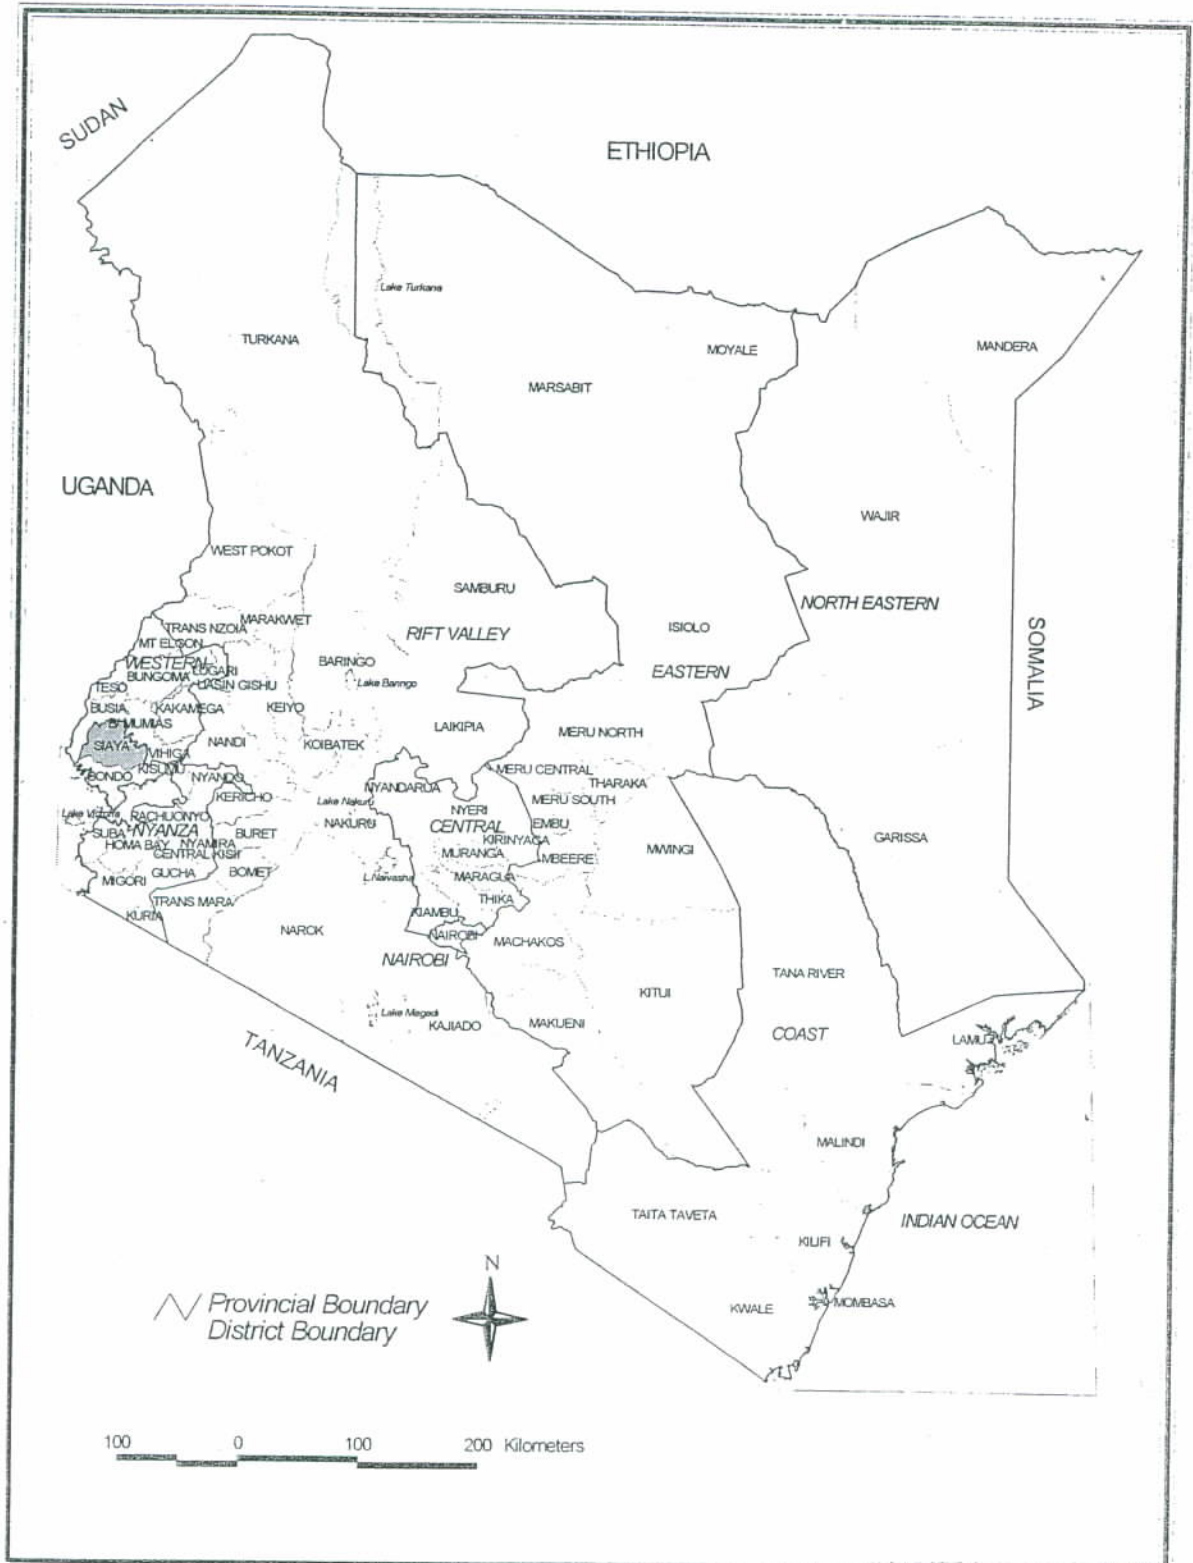 SUDAN
ETHIOPIA
Lake Turkana
TURKANA
MOYALE
MANDERA
MARSABIT
UGANDA
WAJIR
WEST POKOT
SAMBURU
NORTH EASTERN
MARAKWET
TRANS NZOIA
RIFT VALLEY
ISIOLO
SOMALIA
MT ELGON
WESTERN
LUGARI
BARINGO
EASTERN
BUNGOMA
TESO
UASIN GISHU
Lake Baringo
BUSIA
KAKAMEGA
KEIYO
MUMIAS
LAIKIPIA
MERU NORTH
SIAYA
VIHIGA
NANDI
KOIBATEK
KISUMU
BONDO
NYANDO
MERU CENTRAL
NYANDARUA
THARAKA
KERICHO
Lake Nakuru
MERU SOUTH
Lake Victoria
RACHUONYO
NYERI
NAKURU
EMBU
SUBA
NYANZA
BURET
CENTRAL
KIRINYAGA
GARISSA
HOMA BAY
NYAMIRA
MURANGA
MBEERE
MWINGI
CENTRAL KISII
GUCHA
BOMET
L.Naivasha
MARAGUA
MIGORI
TRANS MARA
THIKA
KURIA
KIAMBU
NAROK
NAIROBI
MACHAKOS
NAIROBI
TANA RIVER
KITUI
Lake Magadi
KAJIADO
MAKUENI
COAST
LAMU
TANZANIA
MALINDI
TAITA TAVETA
INDIAN OCEAN
KILIFI
N
Provincial Boundary
District Boundary
KWALE
MOMBASA
100 0 100 200 Kilometers